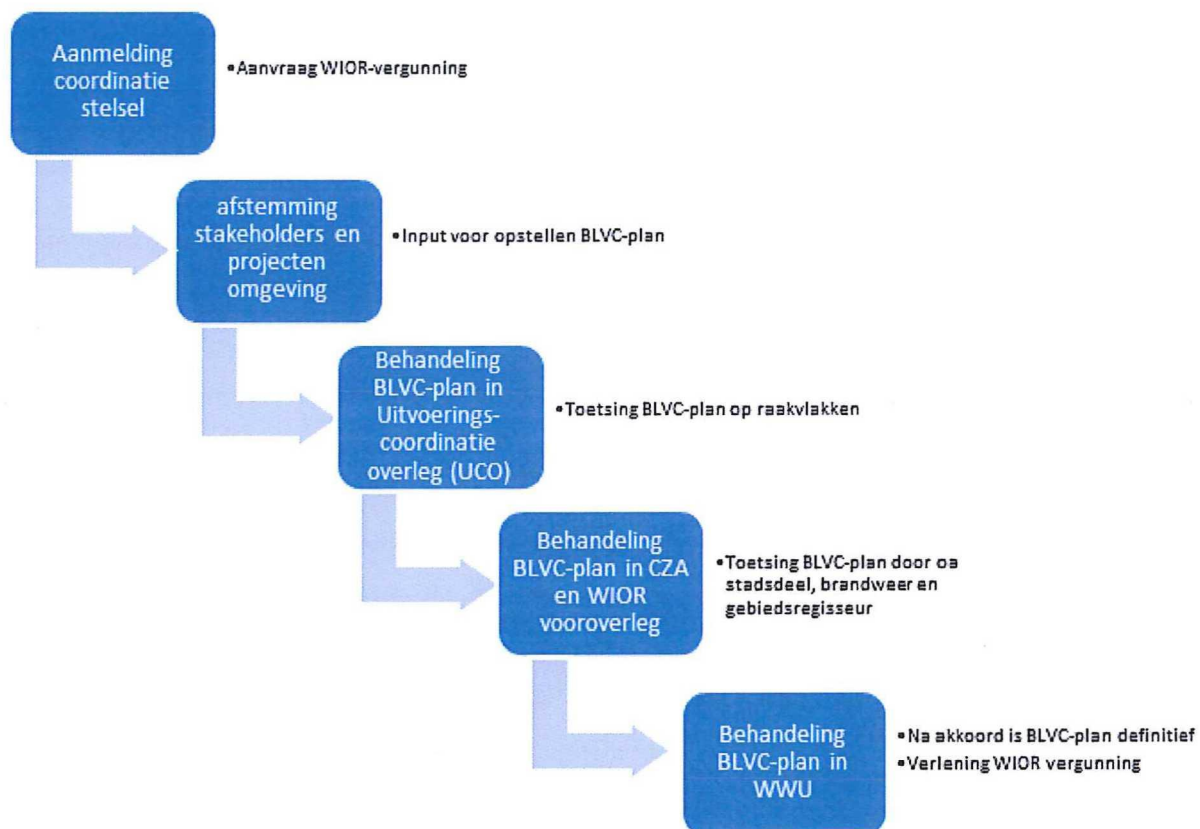 Aanmelding
coordinatie
stelsel
•Aanvraag WIOR-vergunning
afstemming
stakeholders en
projecten
omgeving
•Input voor opstellen BLVC-plan
Behandeling
BLVC-plan in
Uitvoerings-
coordinatie
overleg (UCO)
•Toetsing BLVC-plan op raakvlakken
Behandeling
BLVC-plan in CZA
en WIOR
vooroverleg
•Toetsing BLVC-plan door oa
stadsdeel, brandweer en
gebiedsregisseur
Behandeling
BLVC-plan in
WWU
•Na akkoord is BLVC-plan definitief
•Verlening WIOR vergunning